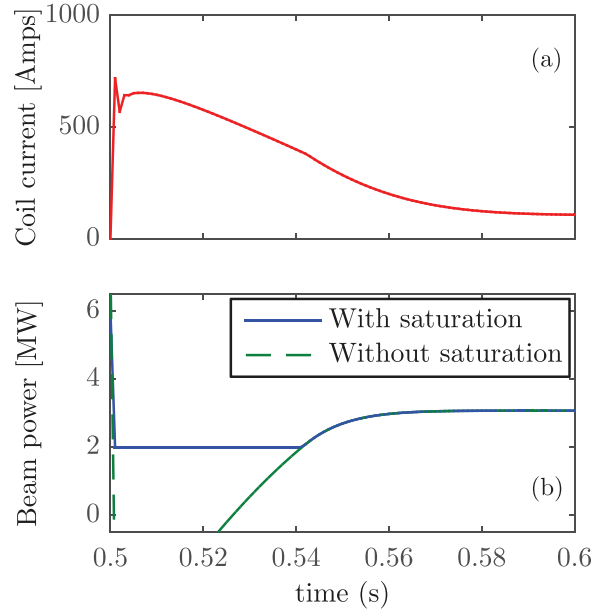 1000
500
0
Coil current [Amps]
(a)
6
4
2
0
Beam power [MW]
With saturation
Without saturation
(b)
0.5 0.52 0.54 0.56 0.58 0.6
time (s)